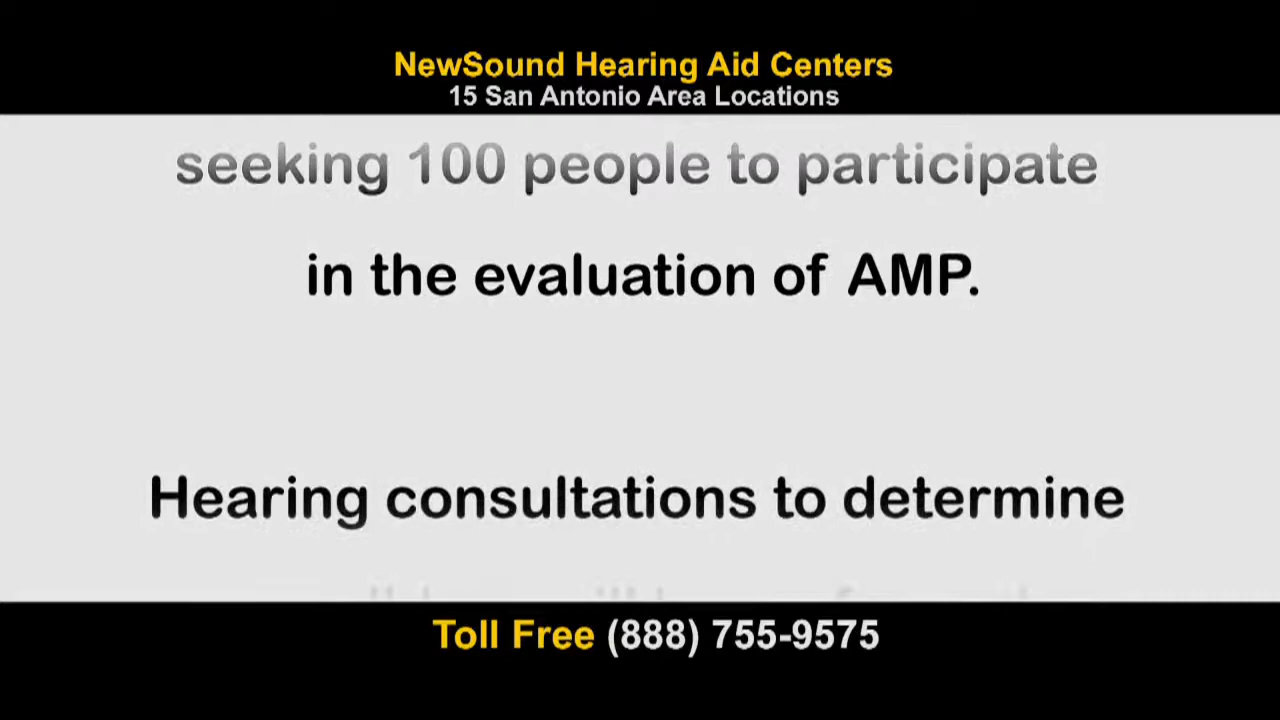 NewSound Hearing Aid Centers
15 San Antonio Area Locations
seeking 100 people to participate
in the evaluation of AMP.
Hearing consultations to determine
Toll Free (888) 755-9575